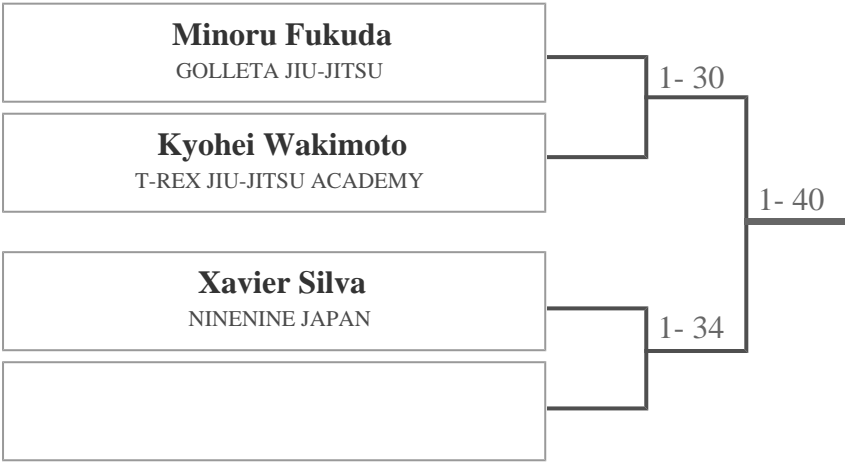 Minoru Fukuda
GOLLETA JIU-JITSU
1- 30
Kyohei Wakimoto
T-REX JIU-JITSU ACADEMY
1- 40
Xavier Silva
NINENINE JAPAN
1- 34